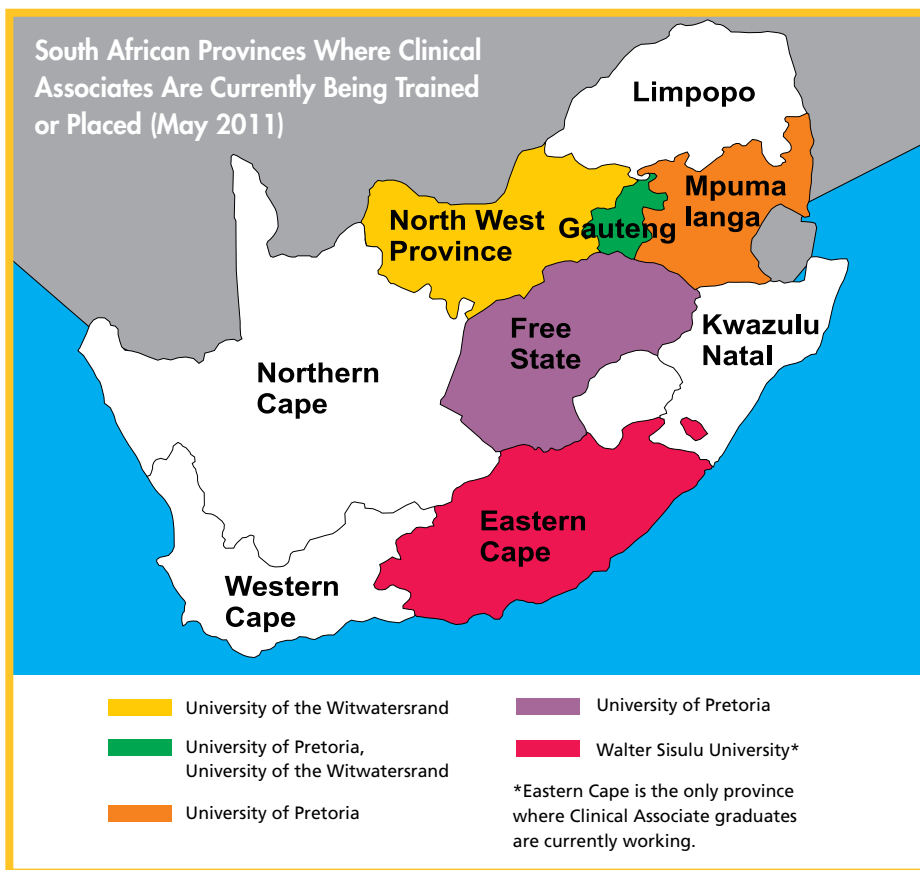 South African Provinces Where Clinical
Associates Are Currently Being Trained
or Placed (May 2011)
Limpopo
North West
Province
Gauteng
Mpuma
langa
Free
State
Kwazulu
Natal
Northern
Cape
Eastern
Cape
Western
Cape
University of the Witwatersrand
University of Pretoria,
University of the Witwatersrand
University of Pretoria
University of Pretoria
Walter Sisulu University*
*Eastern Cape is the only province
where Clinical Associate graduates
are currently working.